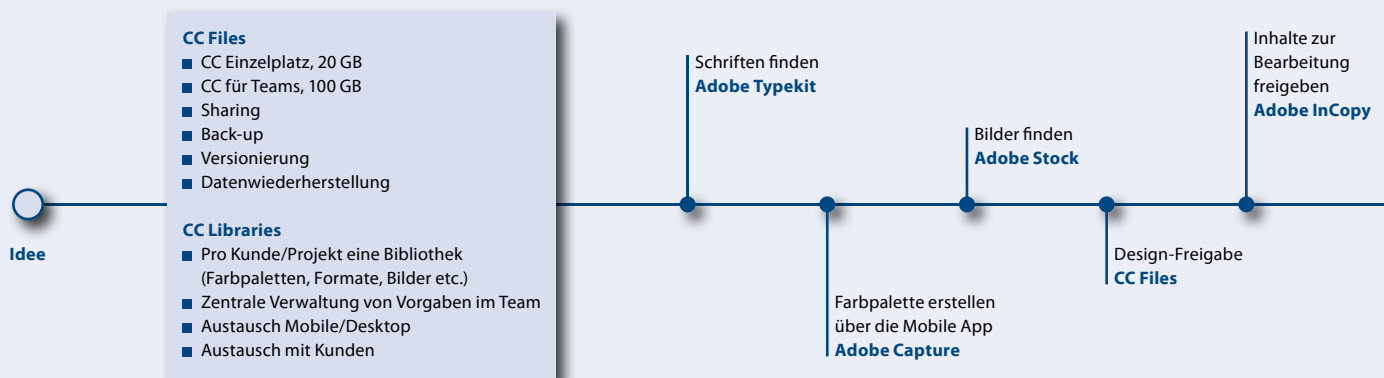 Idee
CC Files
■ CC Einzelplatz, 20 GB
■ CC für Teams, 100 GB
■ Sharing
■ Back-up
■ Versionierung
■ Datenwiederherstellung
CC Libraries
■ Pro Kunde/Projekt eine Bibliothek
(Farbpaletten, Formate, Bilder etc.)
■ Zentrale Verwaltung von Vorgaben im Team
■ Austausch Mobile/Desktop
■ Austausch mit Kunden
Schriften finden
Adobe Typekit
Farbpalette erstellen
über die Mobile App
Adobe Capture
Bilder finden
Adobe Stock
Design-Freigabe
CC Files
Inhalte zur
Bearbeitung
freigeben
Adobe InCopy